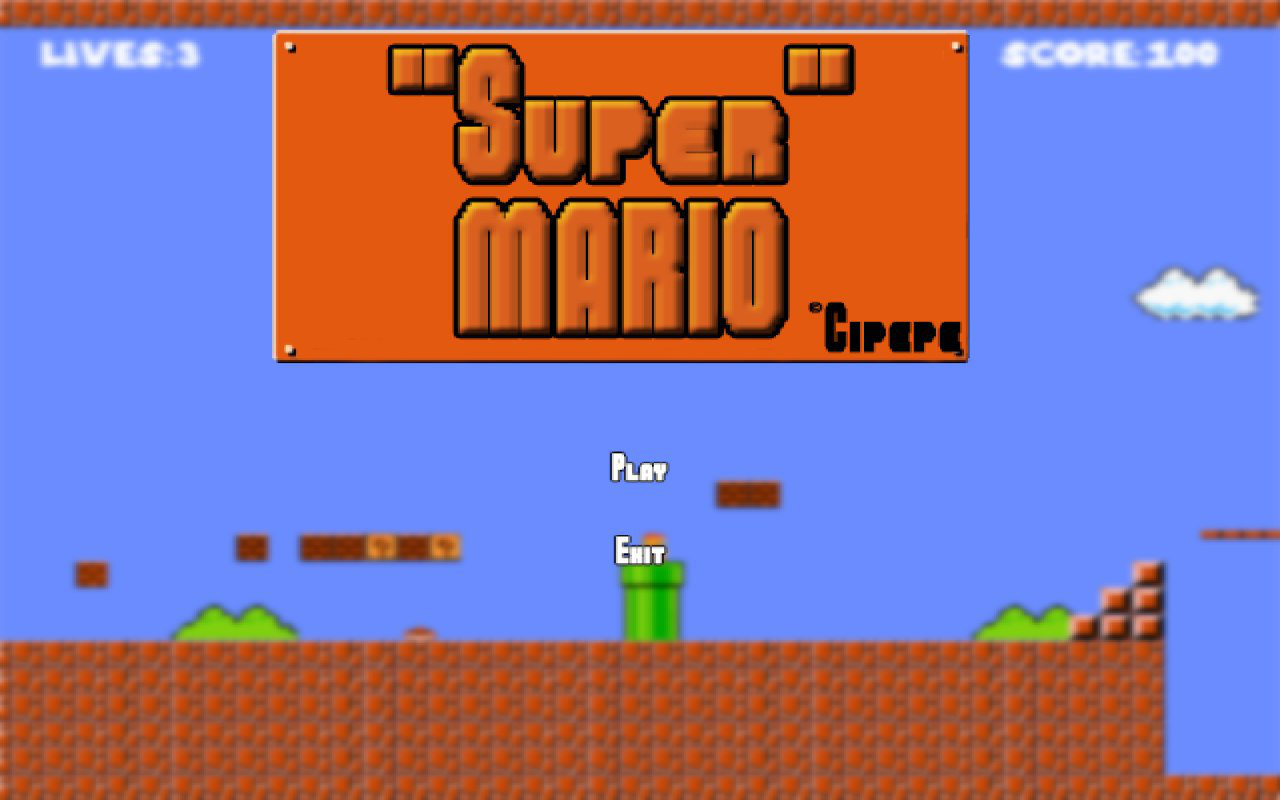 LIVES:3
SCORE:100
"SUPER"
MARIO
©CIPEPE
PLAY
EXIT